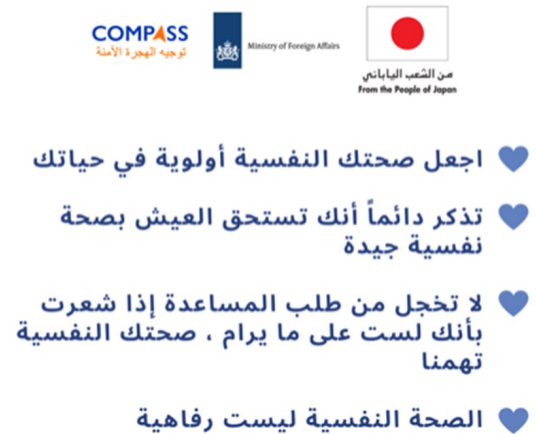 COMPASS
توجيه الهجرة الآمنة
Ministry of Foreign Affairs
من الشعب الياباني
From the People of Japan
اجعل صحتك النفسية أولوية في حياتك
تذكر دائماً أنك تستحق العيش بصحة
نفسية جيدة
لا تخجل من طلب المساعدة إذا شعرت
بأنك لست على ما يرام ، صحتك النفسية
تهمنا
الصحة النفسية ليست رفاهية